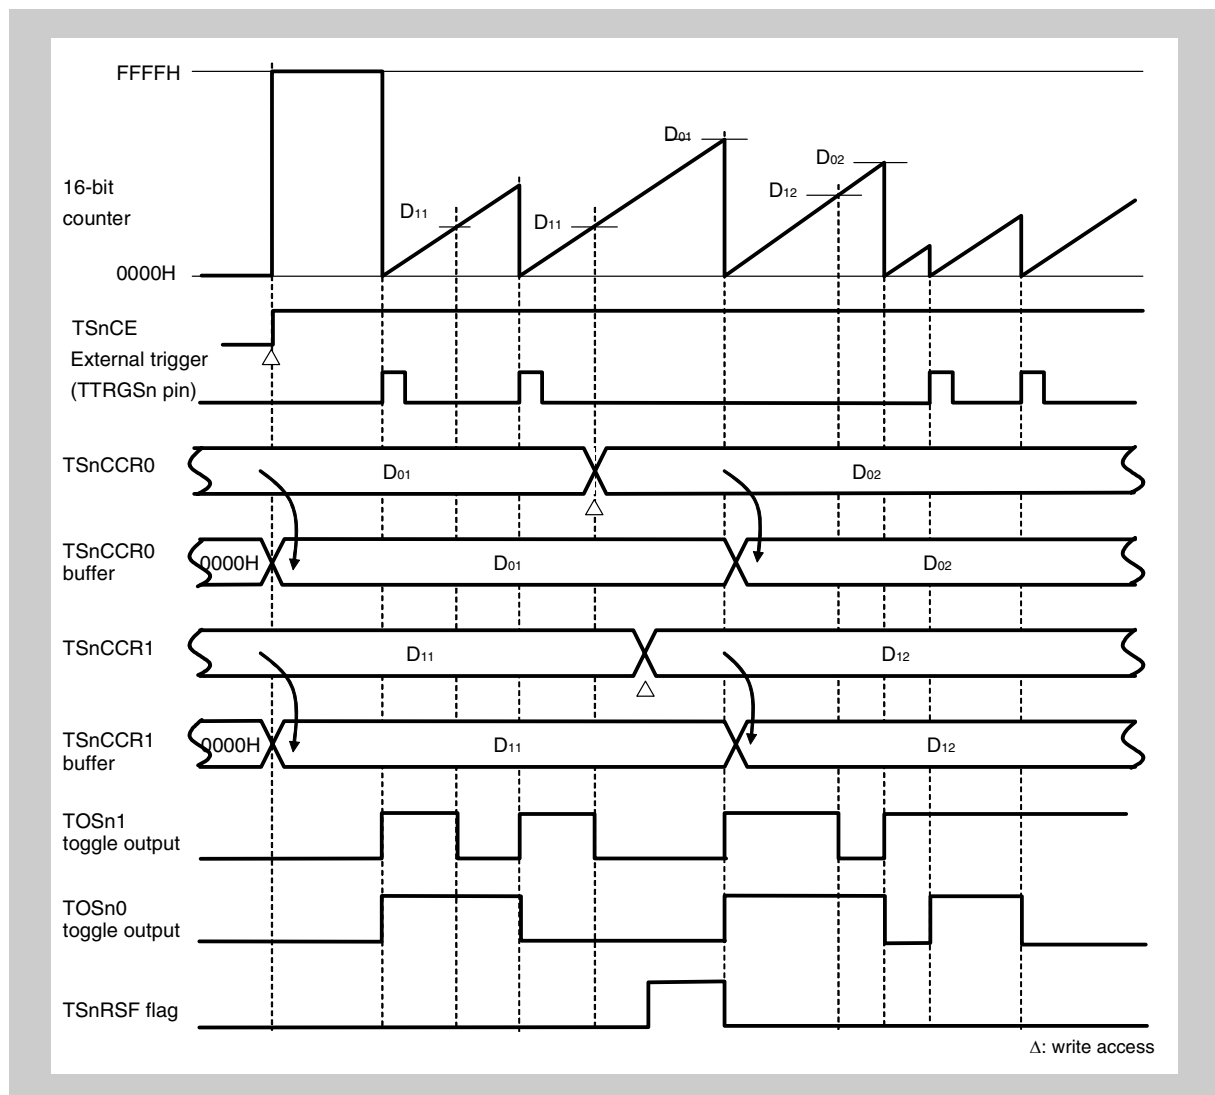 FFFFH
D01
D02
16-bit
counter
D12
D11
D11
0000H
TSnCE
External trigger
(TTRGSn pin)
TSnCCR0
D01
D02
TSnCCR0
buffer
0000H
D01
D02
TSnCCR1
D11
D12
TSnCCR1
buffer
0000H
D11
D12
TOSn1
toggle output
TOSn0
toggle output
TSnRSF flag
Δ: write access